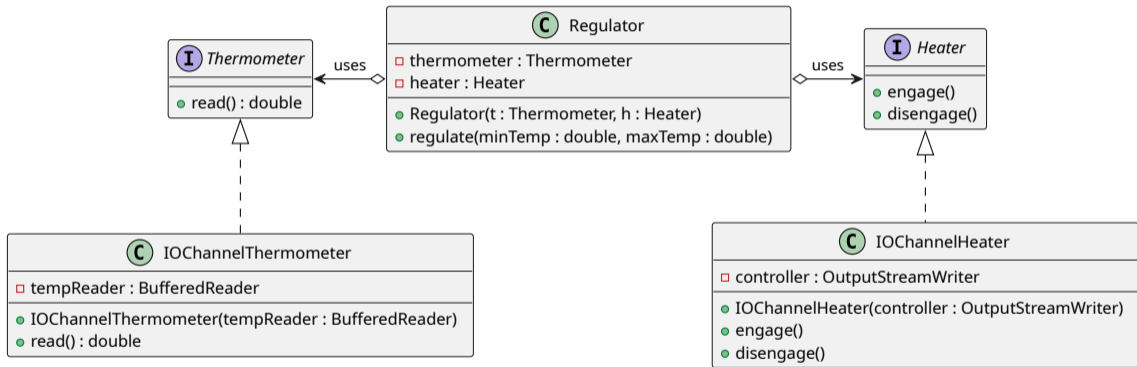 I Thermometer
read() : double
uses
C Regulator
thermometer : Thermometer
heater : Heater
Regulator(t : Thermometer, h : Heater)
regulate(minTemp : double, maxTemp : double)
uses
I Heater
engage()
disengage()
C IOChannelThermometer
tempReader : BufferedReader
IOChannelThermometer(tempReader : BufferedReader)
read() : double
C IOChannelHeater
controller : OutputStreamWriter
IOChannelHeater(controller : OutputStreamWriter)
engage()
disengage()